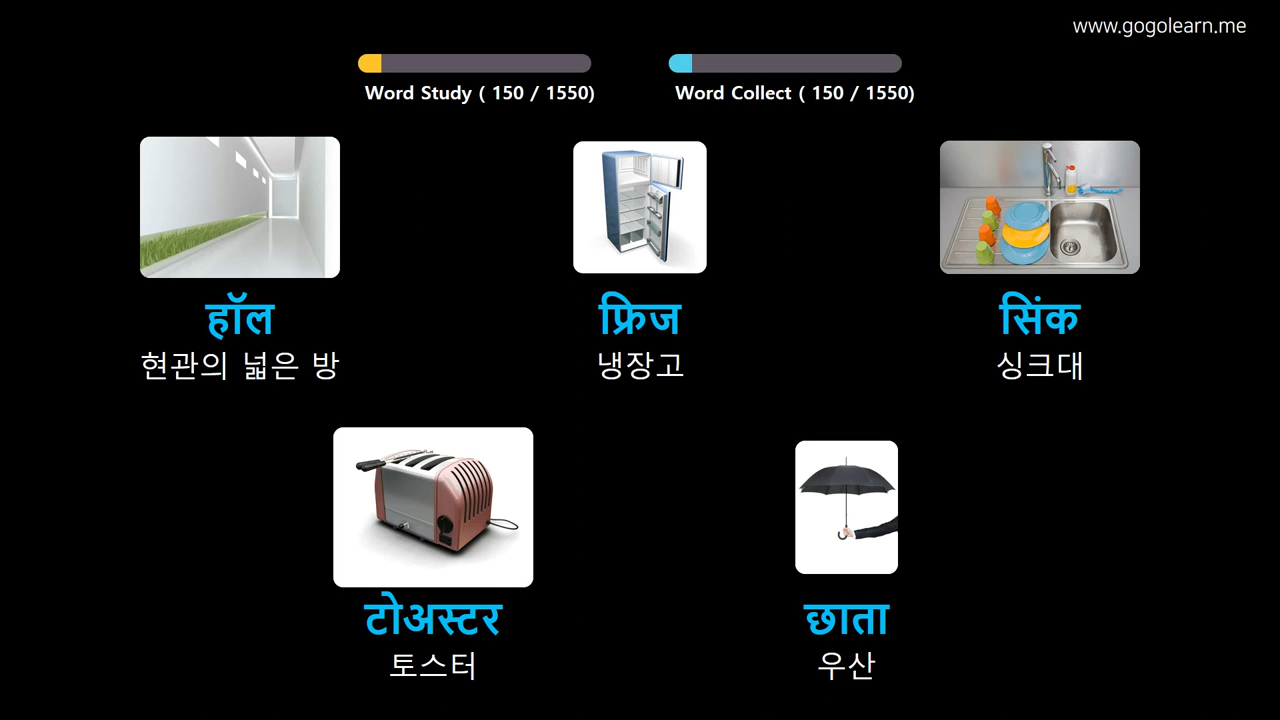 www.gogolearn.me
Word Study ( 150 / 1550)
Word Collect ( 150 / 1550)
हॉल
현관의 넓은 방
फ्रिज
냉장고
सिंक
싱크대
टोअस्टर
토스터
छाता
우산